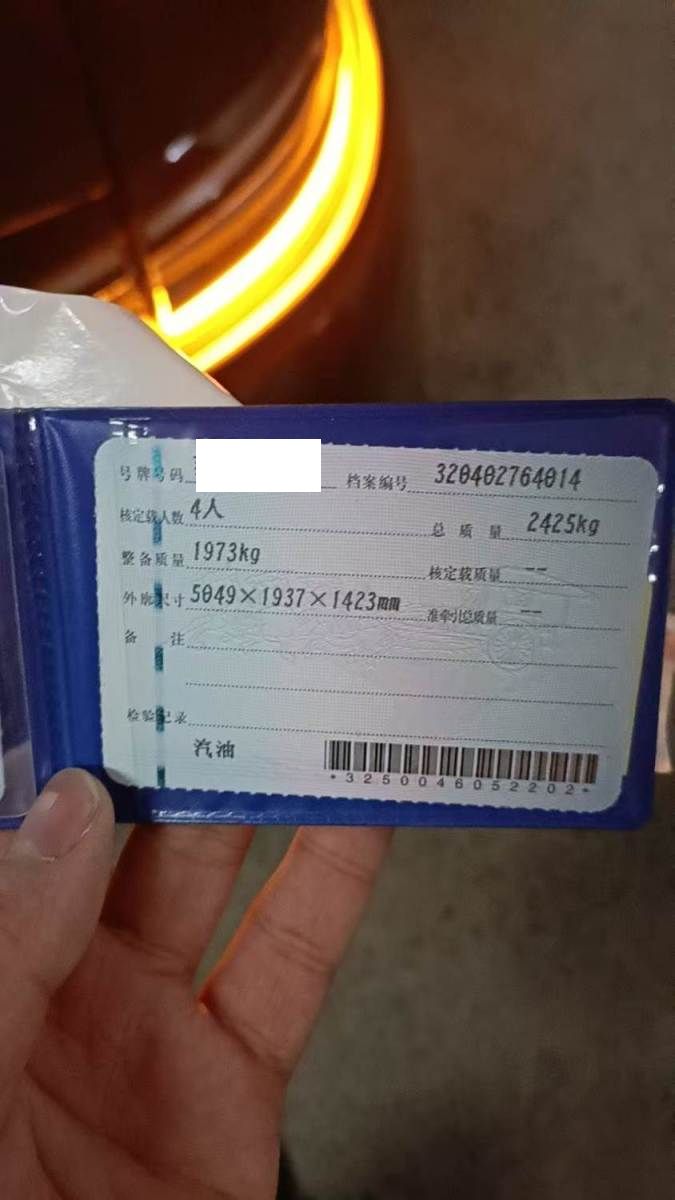 号牌号码 档案编号 320402764014
核定载人数 4人 总质量 2425kg
整备质量 1973kg 核定载质量 --
外廓尺寸 5049×1937×1423mm 准牵引总质量 --
备注
检验记录
汽油
*3250046052202*